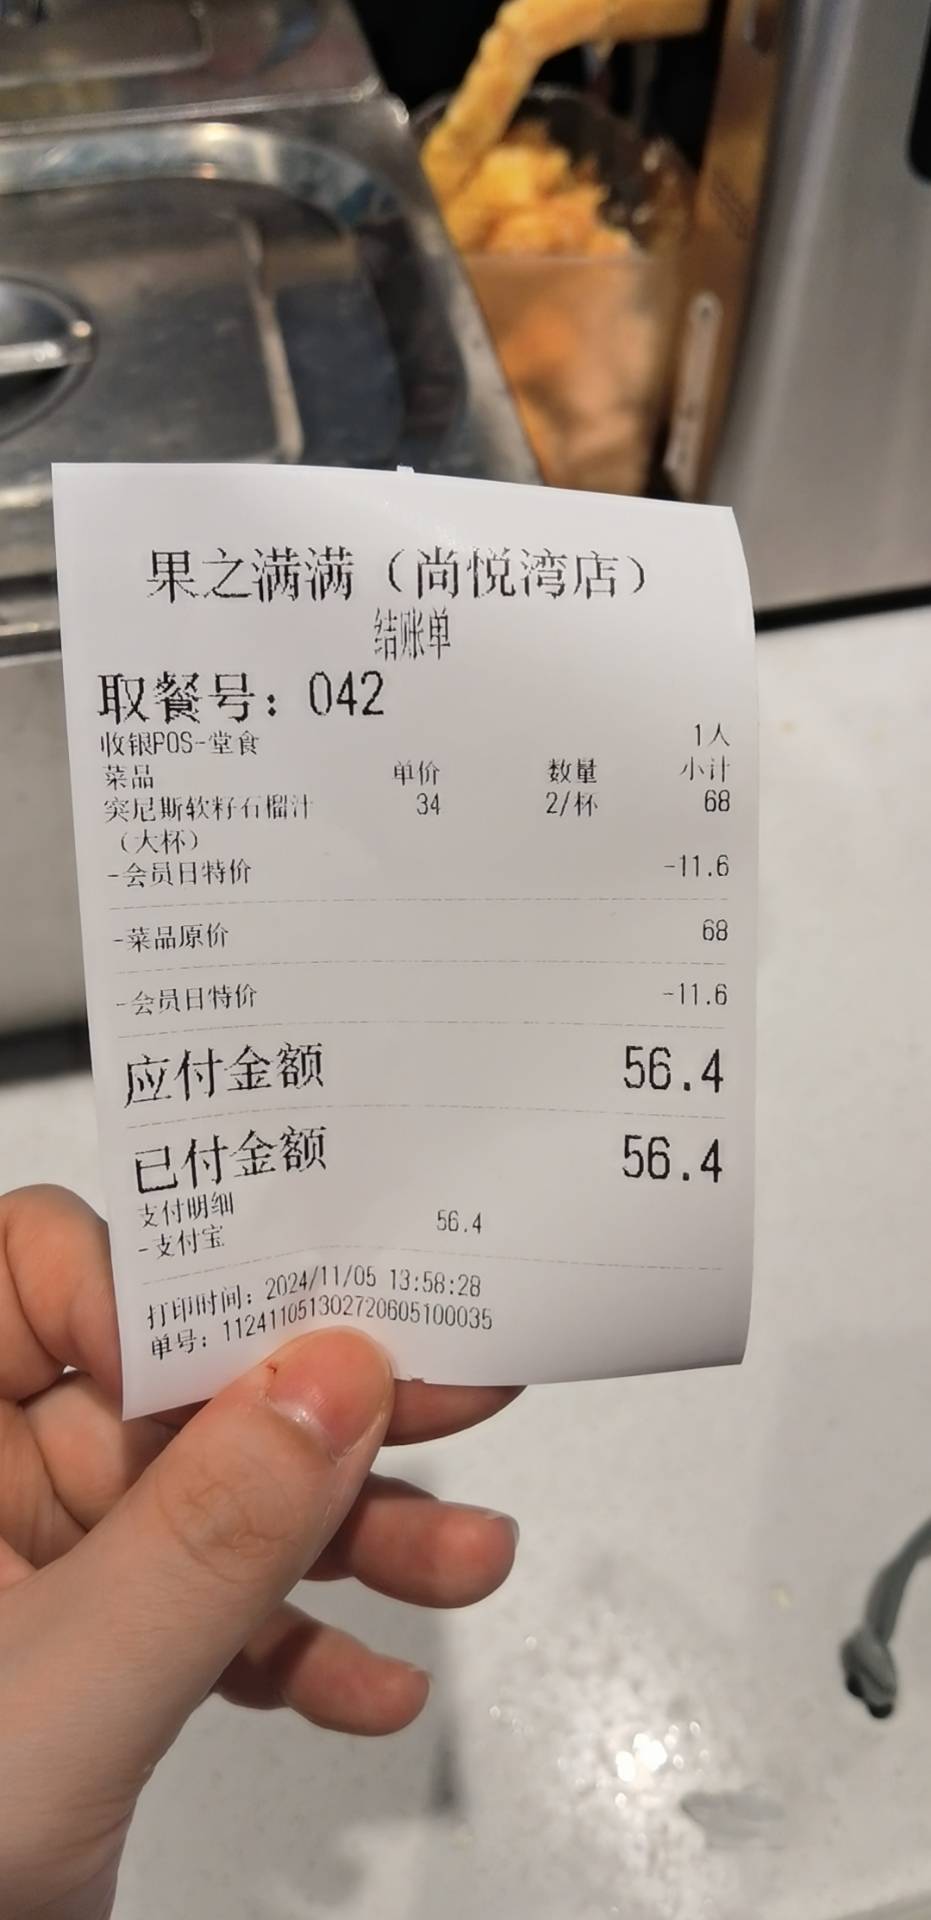 果之满满（尚悦湾店）
结账单
取餐号：042
收银POS-堂食 1人
菜品 单价 数量 小计
突尼斯软籽石榴汁 34 2/杯 68
（大杯）
-会员日特价 -11.6
-菜品原价 68
-会员日特价 -11.6
应付金额 56.4
已付金额 56.4
支付明细
-支付宝 56.4
打印时间：2024/11/05 13:58:28
单号：11241105130272060510​0035